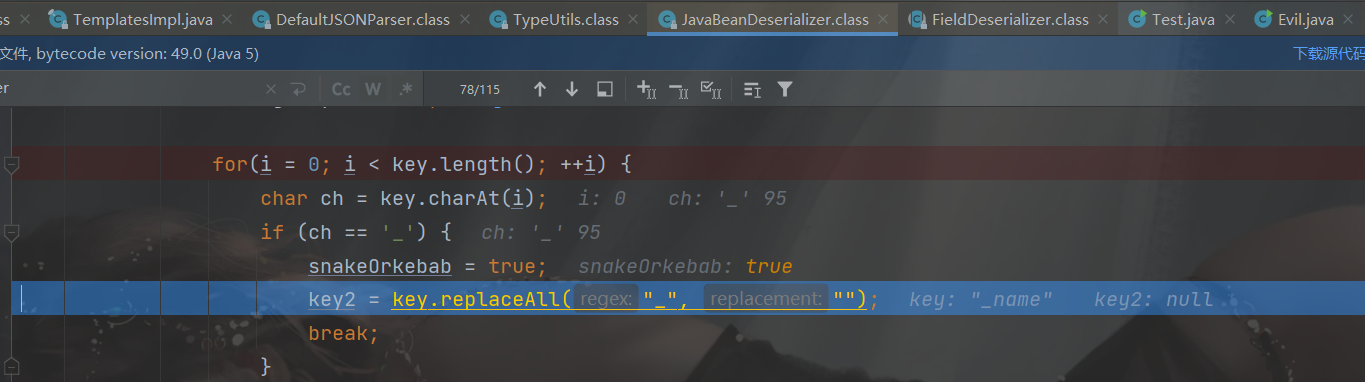 ss TemplatesImpl.java DefaultJSONParser.class TypeUtils.class JavaBeanDeserializer.class FieldDeserializer.class Test.java Evil.java
文件, bytecode version: 49.0 (Java 5) 下载源代码
er Cc W .* 78/115
for(i = 0; i < key.length(); ++i) {
char ch = key.charAt(i); i: 0 ch: '_' 95
if (ch == '_') { ch: '_' 95
snakeOrkebab = true; snakeOrkebab: true
key2 = key.replaceAll( regex: "_", replacement: ""); key: "_name" key2: null
break;
}